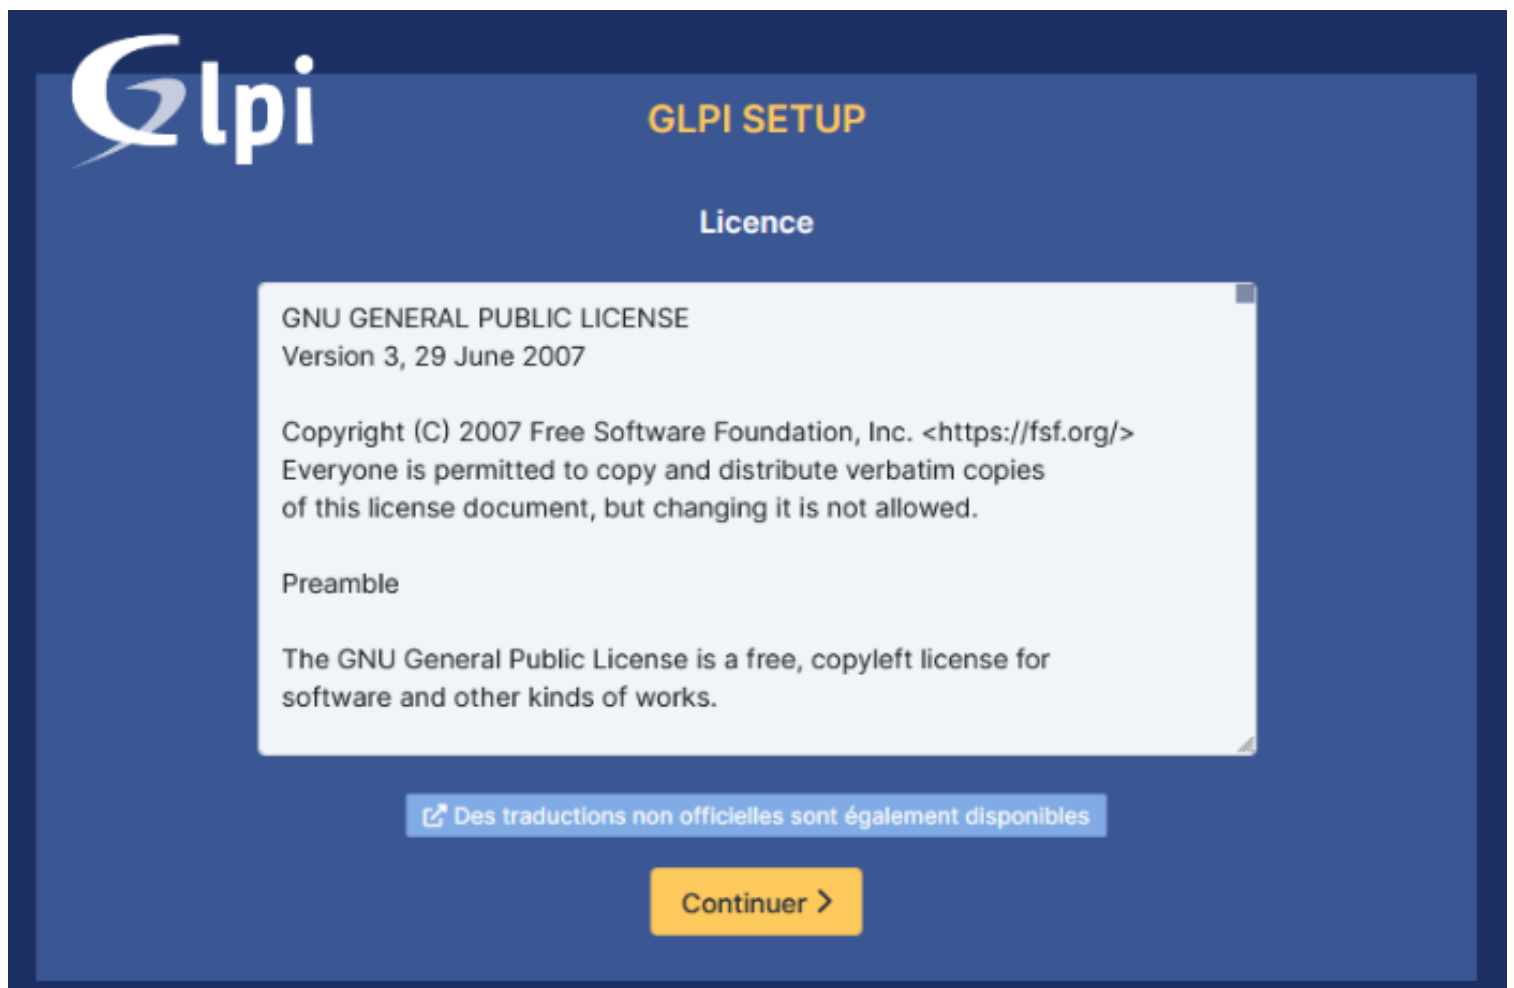 Glpi
GLPI SETUP
Licence
GNU GENERAL PUBLIC LICENSE
Version 3, 29 June 2007
Copyright (C) 2007 Free Software Foundation, Inc. <https://fsf.org/>
Everyone is permitted to copy and distribute verbatim copies
of this license document, but changing it is not allowed.
Preamble
The GNU General Public License is a free, copyleft license for
software and other kinds of works.
Des traductions non officielles sont également disponibles
Continuer >